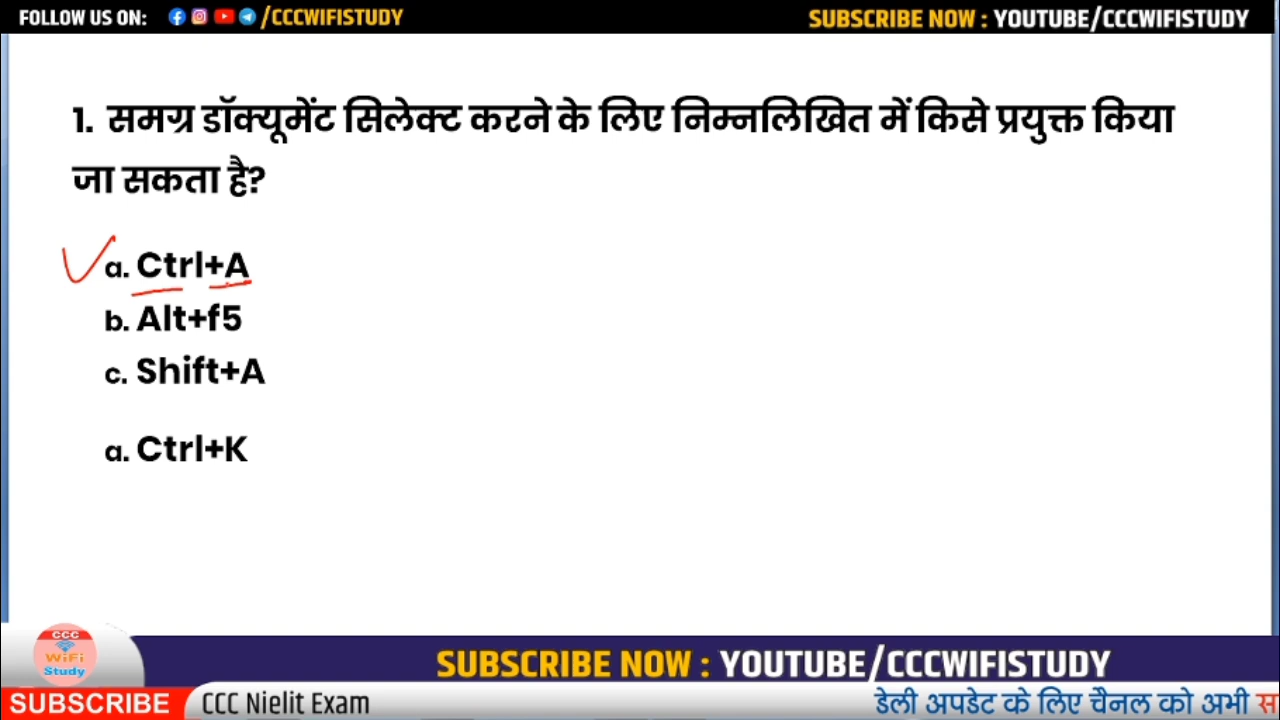 FOLLOW US ON: /CCCWIFISTUDY
SUBSCRIBE NOW : YOUTUBE/CCCWIFISTUDY
1. समग्र डॉक्यूमेंट सिलेक्ट करने के लिए निम्नलिखित में किसे प्रयुक्त किया
जा सकता है?
a. Ctrl+A
b. Alt+f5
c. Shift+A
a. Ctrl+K
CCC
WiFi
Study
SUBSCRIBE NOW : YOUTUBE/CCCWIFISTUDY
SUBSCRIBE
CCC Nielit Exam
डेली अपडेट के लिए चैनल को अभी